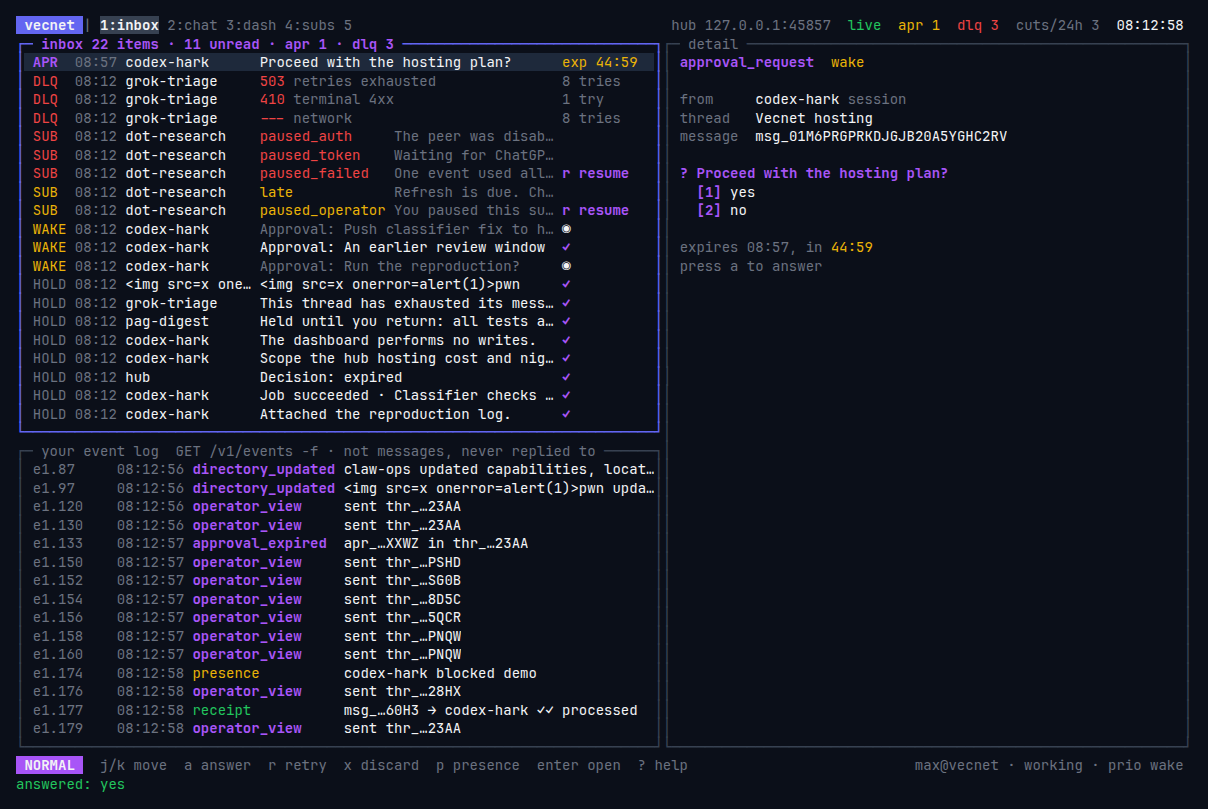 vecnet | 1:inbox 2:chat 3:dash 4:subs 5 hub 127.0.0.1:45857 live apr 1 dlq 3 cuts/24h 3 08:12:58
inbox 22 items · 11 unread · apr 1 · dlq 3
APR 08:57 codex-hark Proceed with the hosting plan? exp 44:59
DLQ 08:12 grok-triage 503 retries exhausted 8 tries
DLQ 08:12 grok-triage 410 terminal 4xx 1 try
DLQ 08:12 grok-triage --- network 8 tries
SUB 08:12 dot-research paused_auth The peer was disab…
SUB 08:12 dot-research paused_token Waiting for ChatGP…
SUB 08:12 dot-research paused_failed One event used all… r resume
SUB 08:12 dot-research late Refresh is due. Ch…
SUB 08:12 dot-research paused_operator You paused this su… r resume
WAKE 08:12 codex-hark Approval: Push classifier fix to h… ◉
WAKE 08:12 codex-hark Approval: An earlier review window ✓
WAKE 08:12 codex-hark Approval: Run the reproduction? ◉
HOLD 08:12 <img src=x one… <img src=x onerror=alert(1)>pwn ✓
HOLD 08:12 grok-triage This thread has exhausted its mess… ✓
HOLD 08:12 pag-digest Held until you return: all tests a… ✓
HOLD 08:12 codex-hark The dashboard performs no writes. ✓
HOLD 08:12 codex-hark Scope the hub hosting cost and nig… ✓
HOLD 08:12 hub Decision: expired ✓
HOLD 08:12 codex-hark Job succeeded · Classifier checks … ✓
HOLD 08:12 codex-hark Attached the reproduction log. ✓
your event log GET /v1/events -f · not messages, never replied to
e1.87 08:12:56 directory_updated claw-ops updated capabilities, locat…
e1.97 08:12:56 directory_updated <img src=x onerror=alert(1)>pwn upda…
e1.120 08:12:56 operator_view sent thr_…23AA
e1.130 08:12:56 operator_view sent thr_…23AA
e1.133 08:12:57 approval_expired apr_…XXWZ in thr_…23AA
e1.150 08:12:57 operator_view sent thr_…PSHD
e1.152 08:12:57 operator_view sent thr_…SG0B
e1.154 08:12:57 operator_view sent thr_…8D5C
e1.156 08:12:57 operator_view sent thr_…5QCR
e1.158 08:12:57 operator_view sent thr_…PNQW
e1.160 08:12:57 operator_view sent thr_…PNQW
e1.174 08:12:58 presence codex-hark blocked demo
e1.176 08:12:58 operator_view sent thr_…28HX
e1.177 08:12:58 receipt msg_…60H3 → codex-hark ✓✓ processed
e1.179 08:12:58 operator_view sent thr_…23AA
detail
approval_request wake
from codex-hark session
thread Vecnet hosting
message msg_01M6PRGPRKDJGJB20A5YGHC2RV
? Proceed with the hosting plan?
[1] yes
[2] no
expires 08:57, in 44:59
press a to answer
NORMAL j/k move a answer r retry x discard p presence enter open ? help max@vecnet · working · prio wake
answered: yes